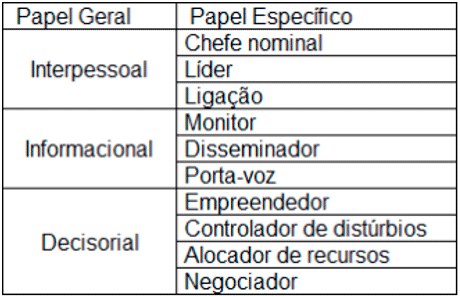 Papel Geral Papel Específico
Interpessoal
Chefe nominal
Líder
Ligação
Informacional
Monitor
Disseminador
Porta-voz
Decisorial
Empreendedor
Controlador de distúrbios
Alocador de recursos
Negociador